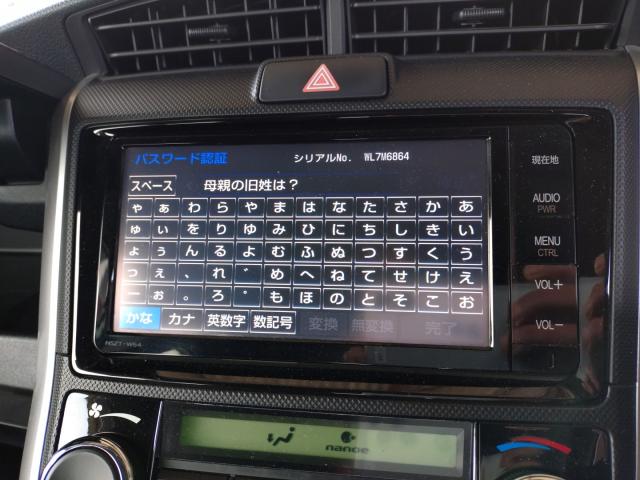 パスワード認証 シリアルNo. WL7M6864
スペース 母親の旧姓は？
ゃ ぁ わ ら や ま は な た さ か あ
ゅ ぃ を り ゆ み ひ に ち し き い
ょ ぅ ん る よ む ふ ぬ つ す く う
っ ぇ 、 れ ゛ め へ ね て せ け え
ー ぉ 。 ろ ゜ も ほ の と そ こ お
かな カナ 英数字 数記号 変換 無変換 完了
NSZT-W64
現在地
AUDIO
PWR
MENU
CTRL
VOL+
VOL−
nanoe